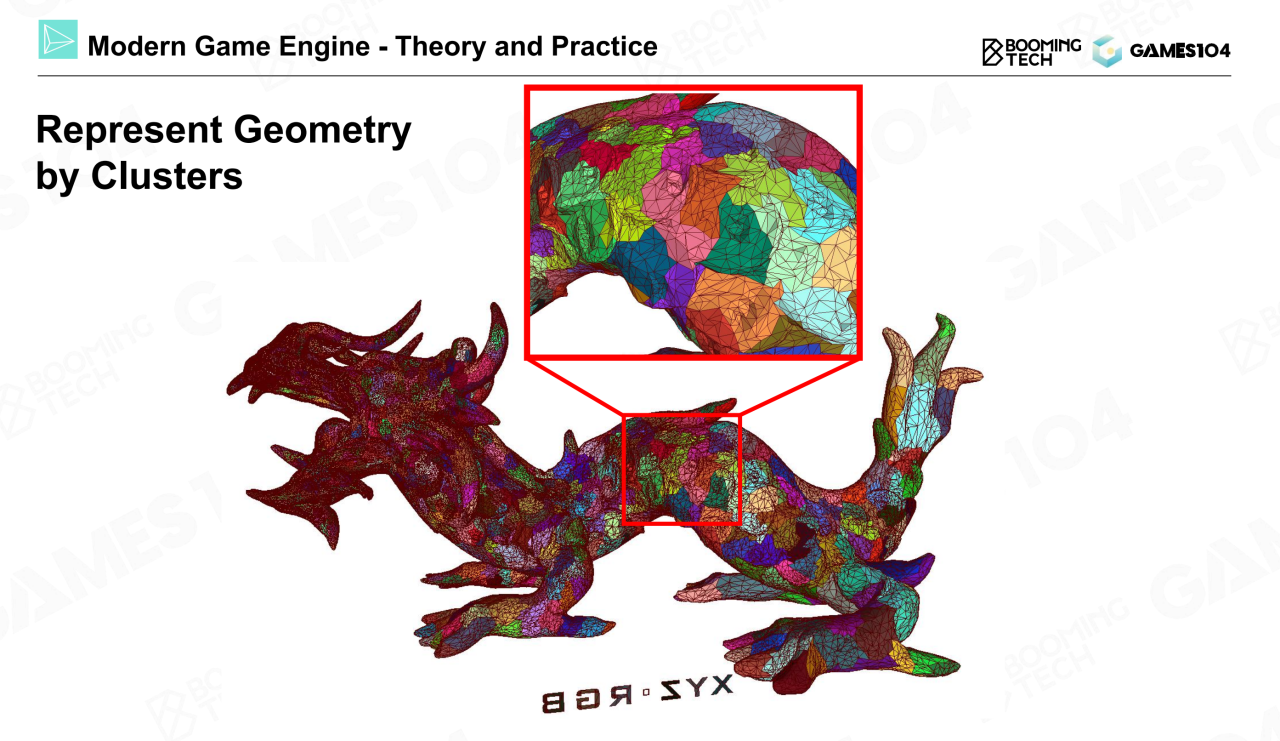 Modern Game Engine - Theory and Practice
BOOMING
TECH
GAMES104
Represent Geometry
by Clusters
XYZ▫RGB